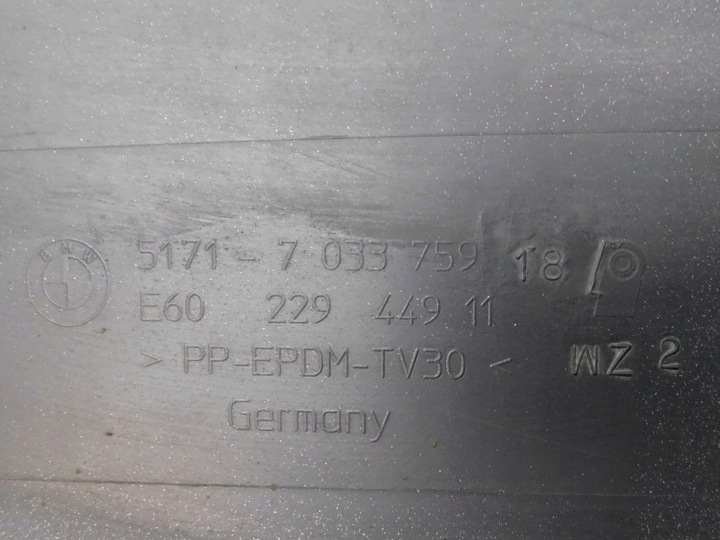 BMW
5171 - 7 033 759 18
E60 229 449 11
> PP-EPDM-TV30 < WZ 2
Germany